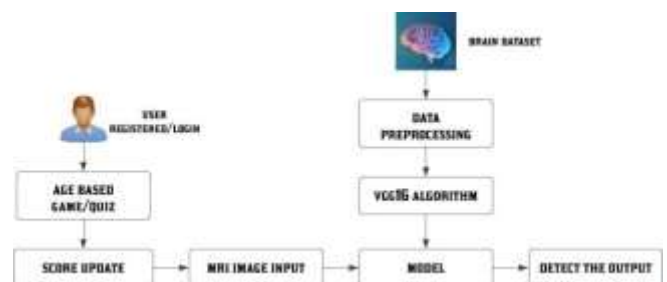 BRAIN DATASET
USER
REGISTERED/LOGIN
DATA
PREPROCESSING
AGE BASED
GAME/QUIZ
VGG16 ALGORITHM
SCORE UPDATE
MRI IMAGE INPUT
MODEL
DETECT THE OUTPUT